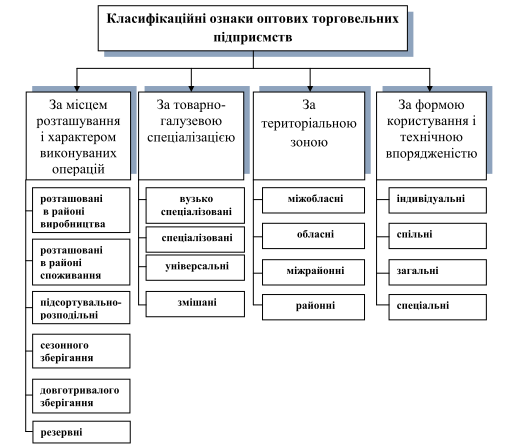 Класифікаційні ознаки оптових торговельних
підприємств
За місцем
розташування
і характером
виконуваних
операцій
розташовані
в районі
виробництва
розташовані
в районі
споживання
підсортувально-
розподільні
сезонного
зберігання
довготривалого
зберігання
резервні
За товарно-
галузевою
спеціалізацією
вузько
спеціалізовані
спеціалізовані
універсальні
змішані
За
територіальною
зоною
міжобласні
обласні
міжрайонні
районні
За формою
користування і
технічною
впорядженістю
індивідуальні
спільні
загальні
спеціальні